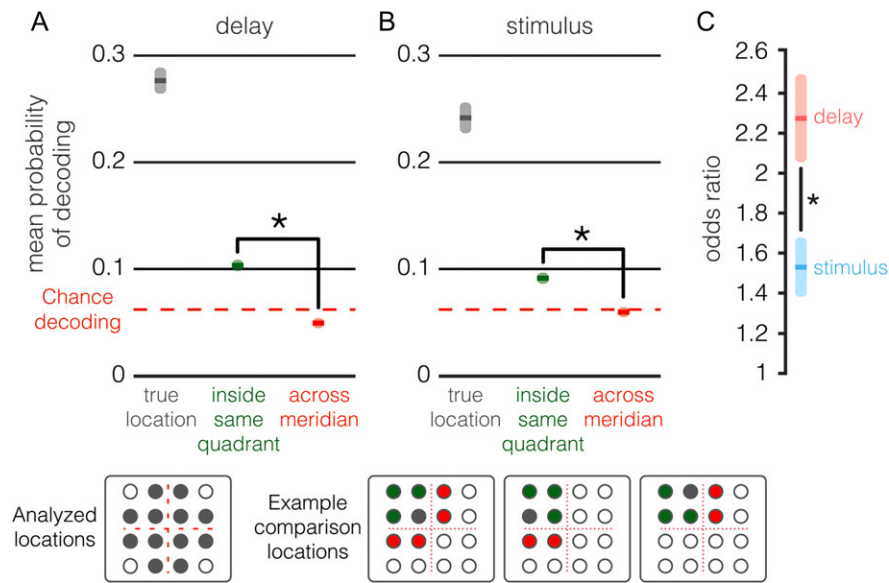 A
delay
B
stimulus
C
mean probability
of decoding
0.3
0.2
0.1
0
Chance
decoding
*
true
location
inside
same
quadrant
across
meridian
0.3
0.2
0.1
0
*
true
location
inside
same
quadrant
across
meridian
odds ratio
2.6
2.4
2.2
2
1.8
1.6
1.4
1.2
1
delay
*
stimulus
Analyzed
locations
Example
comparison
locations